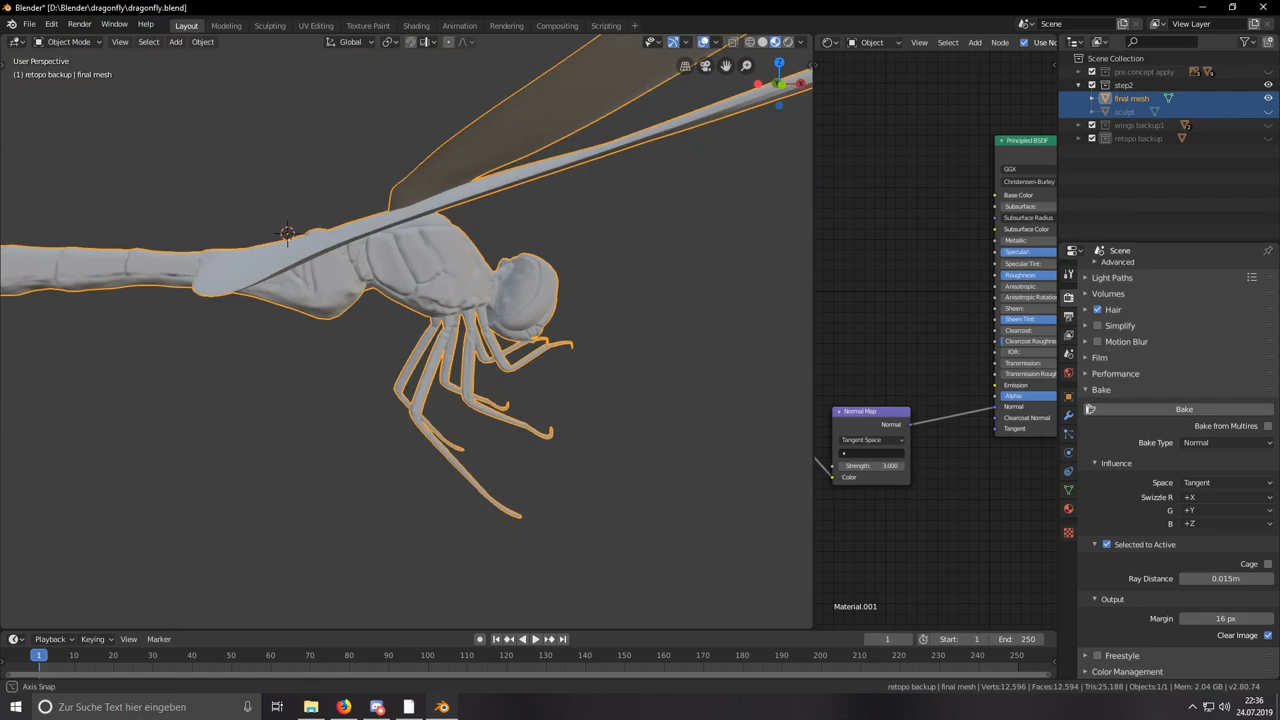 Blender* [D:\Blender\dragonfly\dragonfly.blend]
File Edit Render Window Help Layout Modeling Sculpting UV Editing Texture Paint Shading Animation Rendering Compositing Scripting + Scene View Layer
Object Mode View Select Add Object Global Object View Select Add Node Use No
User Perspective
(1) retopo backup | final mesh
Scene Collection
pre concept apply
step2
final mesh
sculpt
wings backup1
retopo backup
Principled BSDF
GGX
Christensen-Burley
Base Color
Subsurface:
Subsurface Radius
Subsurface Color
Metallic:
Specular:
Specular Tint:
Roughness:
Anisotropic:
Anisotropic Rotatio
Sheen:
Sheen Tint:
Clearcoat:
Clearcoat Roughne
IOR:
Transmission:
Transmission Roug
Emission
Alpha:
Normal
Clearcoat Normal
Tangent
Normal Map
Normal
Tangent Space
Strength: 3.000
Color
Material.001
Scene
Advanced
Light Paths
Volumes
Hair
Simplify
Motion Blur
Film
Performance
Bake
Bake
Bake from Multires
Bake Type Normal
Influence
Space Tangent
Swizzle R +X
G +Y
B +Z
Selected to Active
Cage
Ray Distance 0.015m
Output
Margin 16 px
Clear Image
Freestyle
Color Management
Playback Keying View Marker 1 Start: 1 End: 250
1 10 20 30 40 50 60 70 80 90 100 110 120 130 140 150 160 170 180 190 200 210 220 230 240 250
Axis Snap retopo backup | final mesh | Verts:12,596 | Faces:12,594 | Tris:25,188 | Objects:1/1 | Mem: 2.04 GB | v2.80.74
Zur Suche Text hier eingeben
22:36
24.07.2019